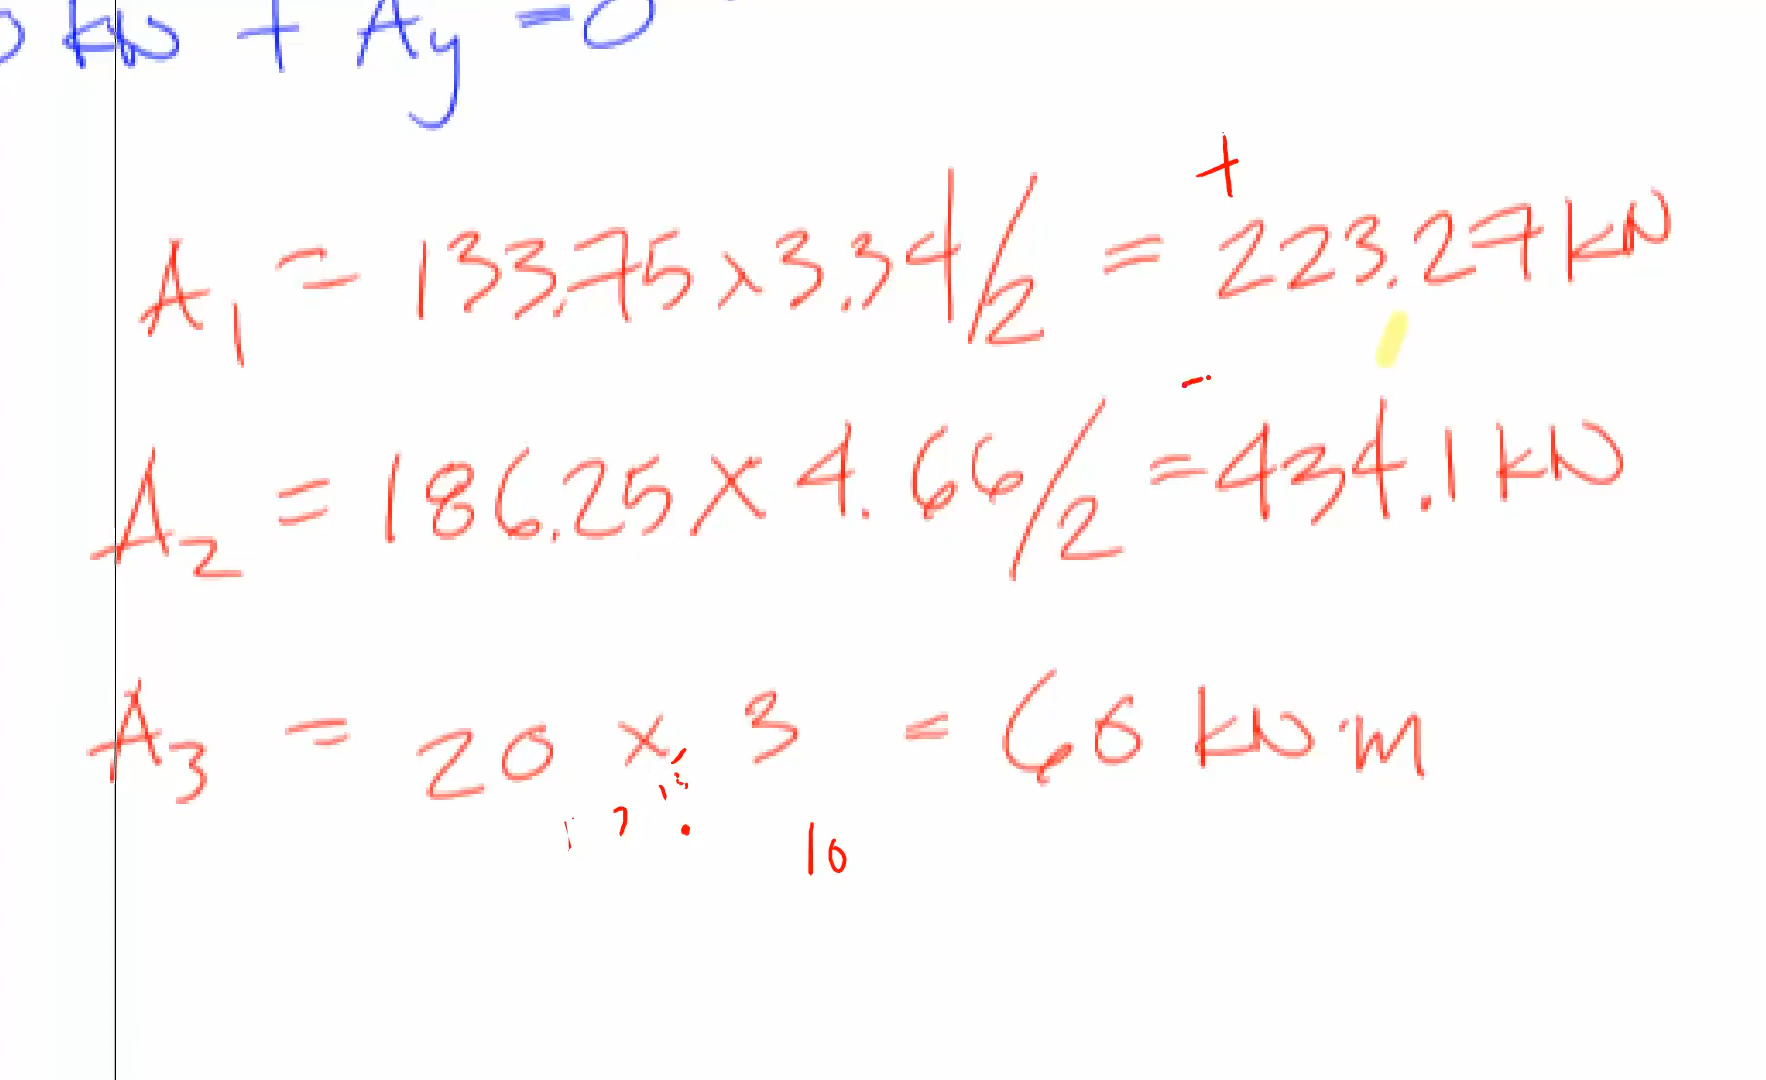 kN + Ay = 0
+
A1 = 133.75 x 3.34/2 = 223.27 kN
-
A2 = 186.25 x 4.66/2 = 434.1 kN
A3 = 20 x 3 = 60 kN·m
10